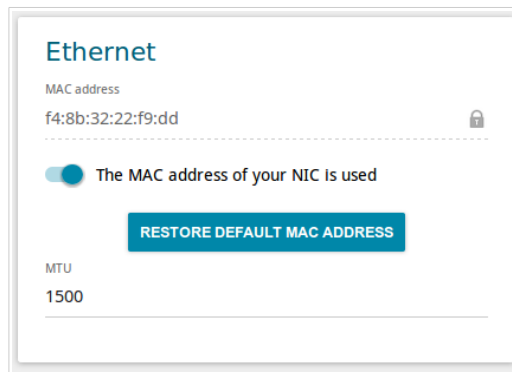 Ethernet
MAC address
f4:8b:32:22:f9:dd
The MAC address of your NIC is used
RESTORE DEFAULT MAC ADDRESS
MTU
1500